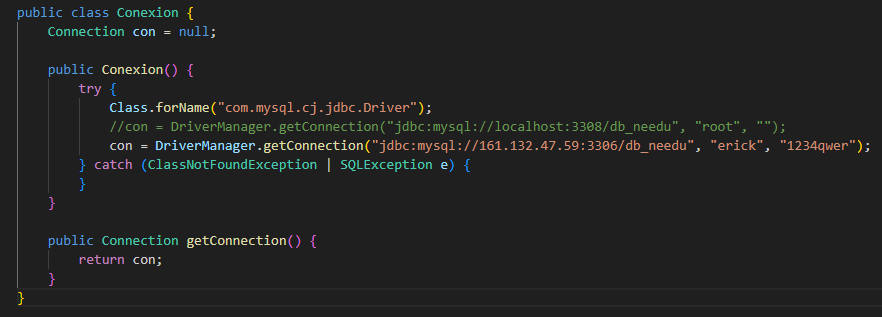 public class Conexion {
Connection con = null;
public Conexion() {
try {
Class.forName("com.mysql.cj.jdbc.Driver");
//con = DriverManager.getConnection("jdbc:mysql://localhost:3308/db_needu", "root", "");
con = DriverManager.getConnection("jdbc:mysql://161.132.47.59:3306/db_needu", "erick", "1234qwer");
} catch (ClassNotFoundException | SQLException e) {
}
}
public Connection getConnection() {
return con;
}
}